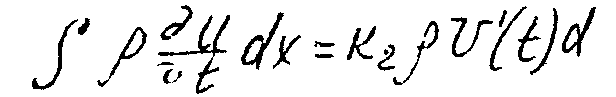 ∫ ρ ∂u/∂t dx = K₂ ρ v'(t) d